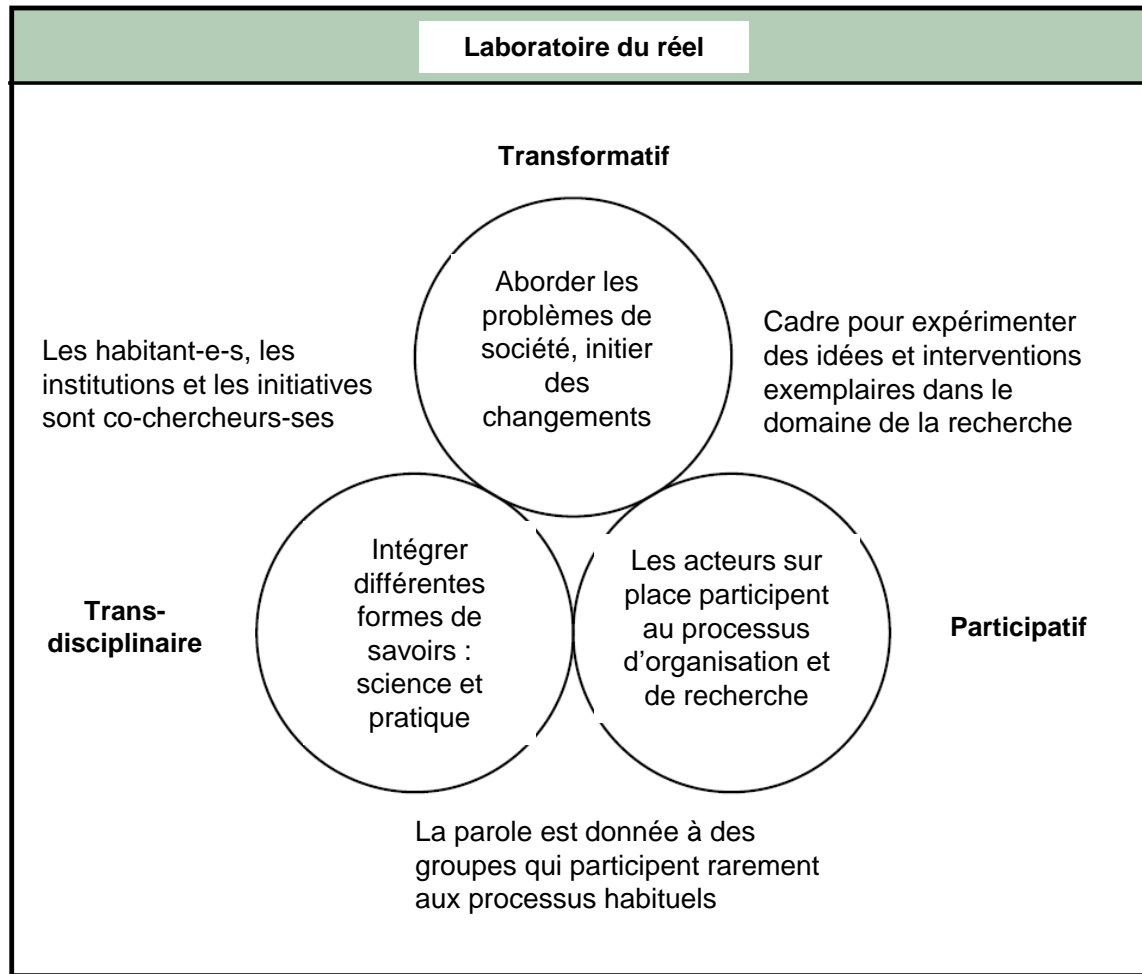 Laboratoire du réel
Transformatif
Aborder les
problèmes de
société, initier
des
changements
Les habitant-e-s, les
institutions et les initiatives
sont co-chercheurs-ses
Cadre pour expérimenter
des idées et interventions
exemplaires dans le
domaine de la recherche
Trans-
disciplinaire
Intégrer
différentes
formes de
savoirs :
science et
pratique
Les acteurs sur
place participent
au processus
d’organisation et
de recherche
Participatif
La parole est donnée à des
groupes qui participent rarement
aux processus habituels